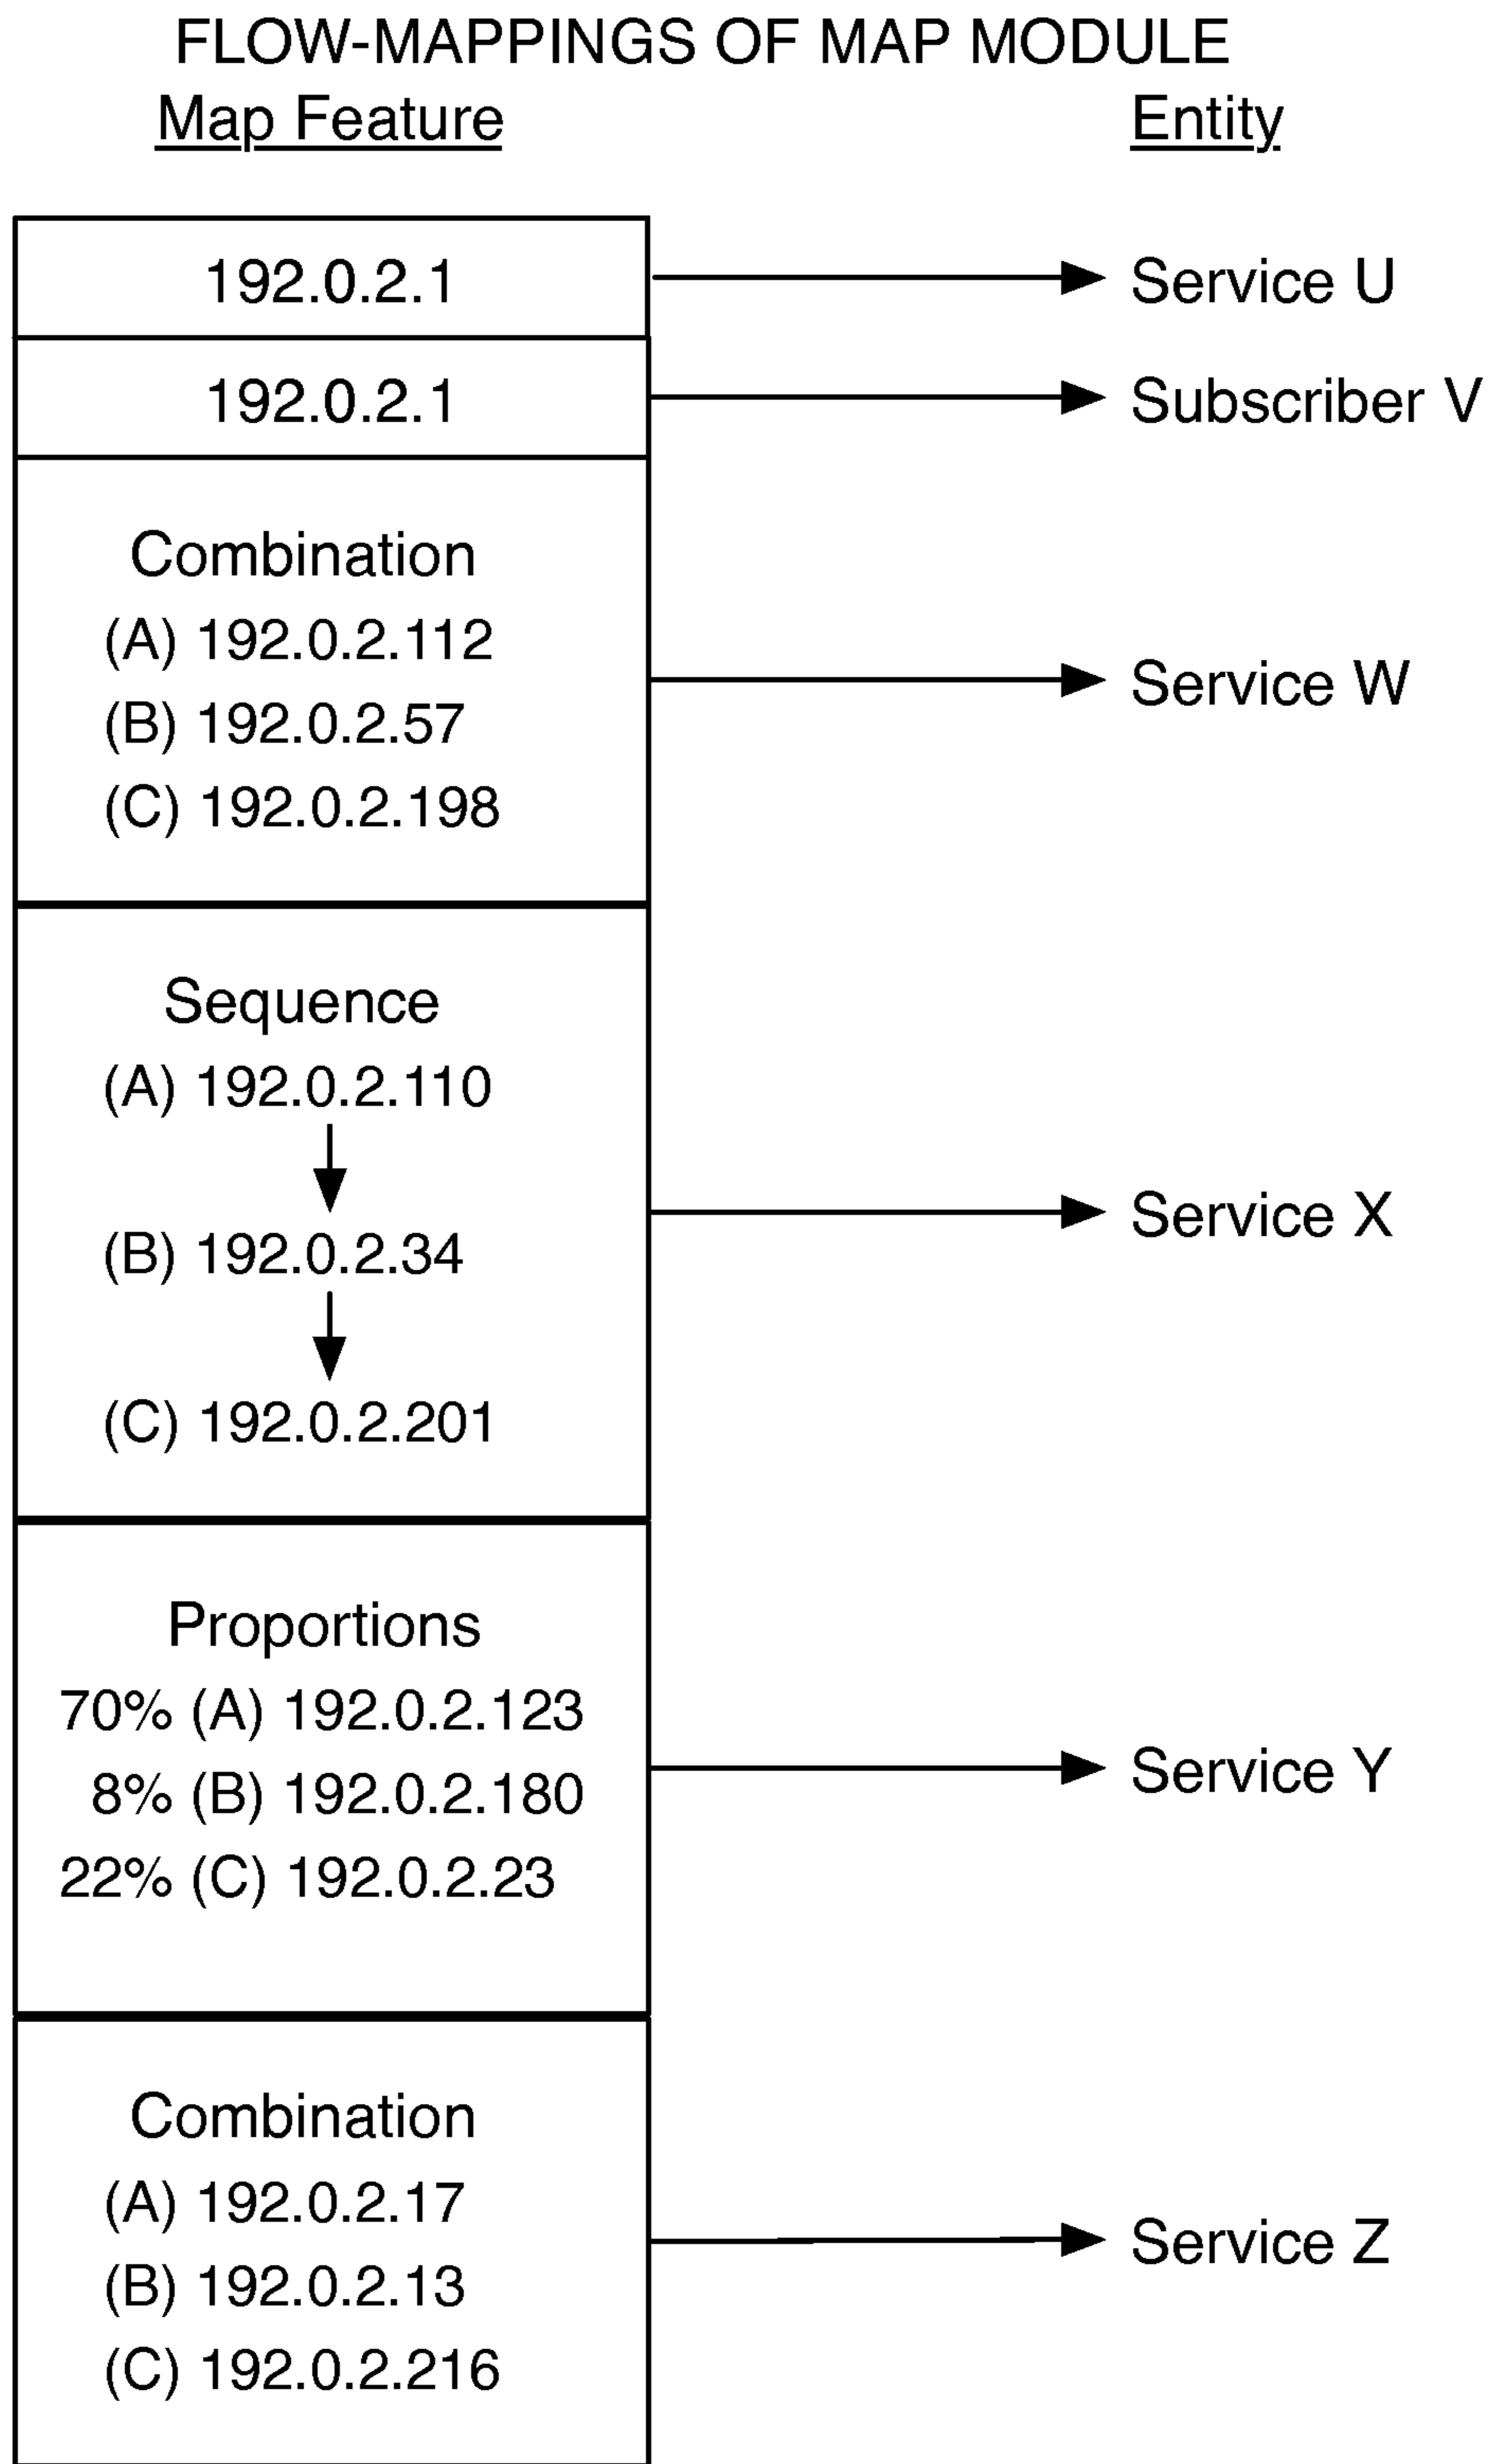 FLOW-MAPPINGS OF MAP MODULE
Map Feature Entity
192.0.2.1 Service U
192.0.2.1 Subscriber V
Combination
(A) 192.0.2.112
Service W
(B) 192.0.2.57
(C) 192.0.2.198
Sequence
(A) 192.0.2.110
Service X
(B) 192.0.2.34
(C) 192.0.2.201
Proportions
70% (A) 192.0.2.123
8% (B) 192.0.2.180
Service Y
22% (C) 192.0.2.23
Combination
(A) 192.0.2.17
Service Z
(B) 192.0.2.13
(C) 192.0.2.216